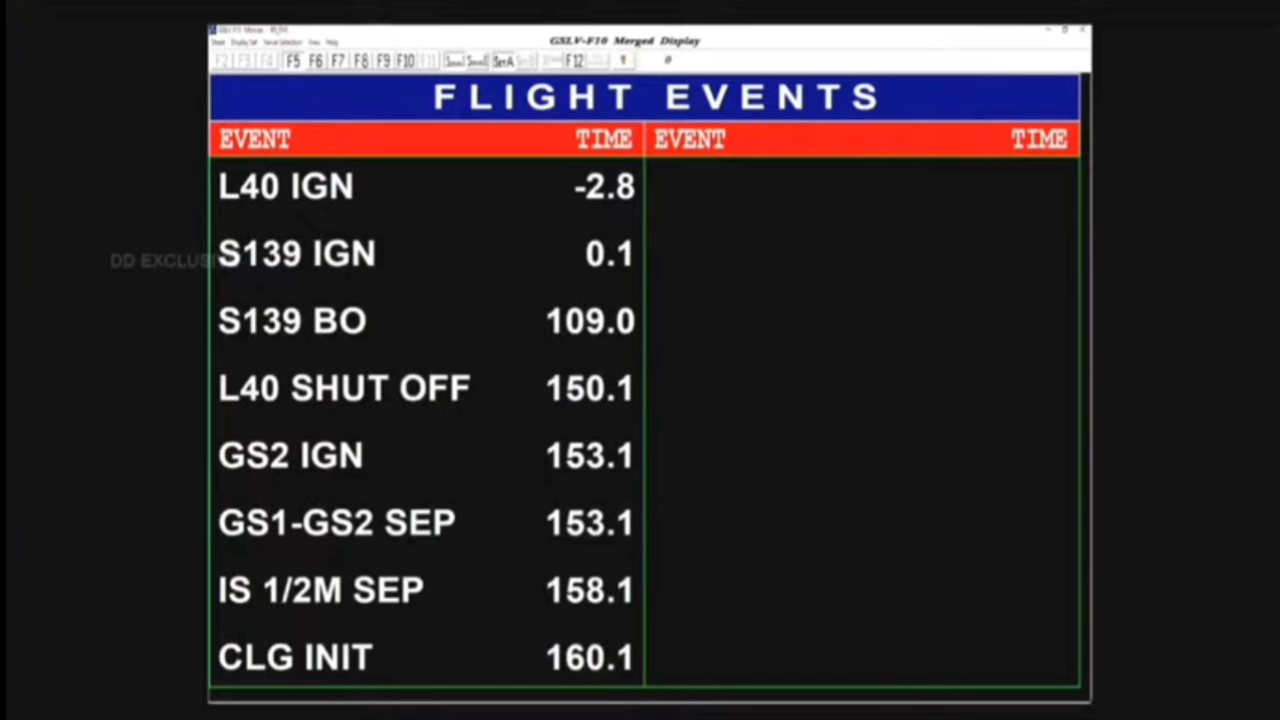 GSLV-F10 Merged Display
F5 F6 F7 F8 F9 F10 F12
FLIGHT EVENTS
EVENT TIME EVENT TIME
L40 IGN -2.8
S139 IGN 0.1
DD EXCLUSI
S139 BO 109.0
L40 SHUT OFF 150.1
GS2 IGN 153.1
GS1-GS2 SEP 153.1
IS 1/2M SEP 158.1
CLG INIT 160.1